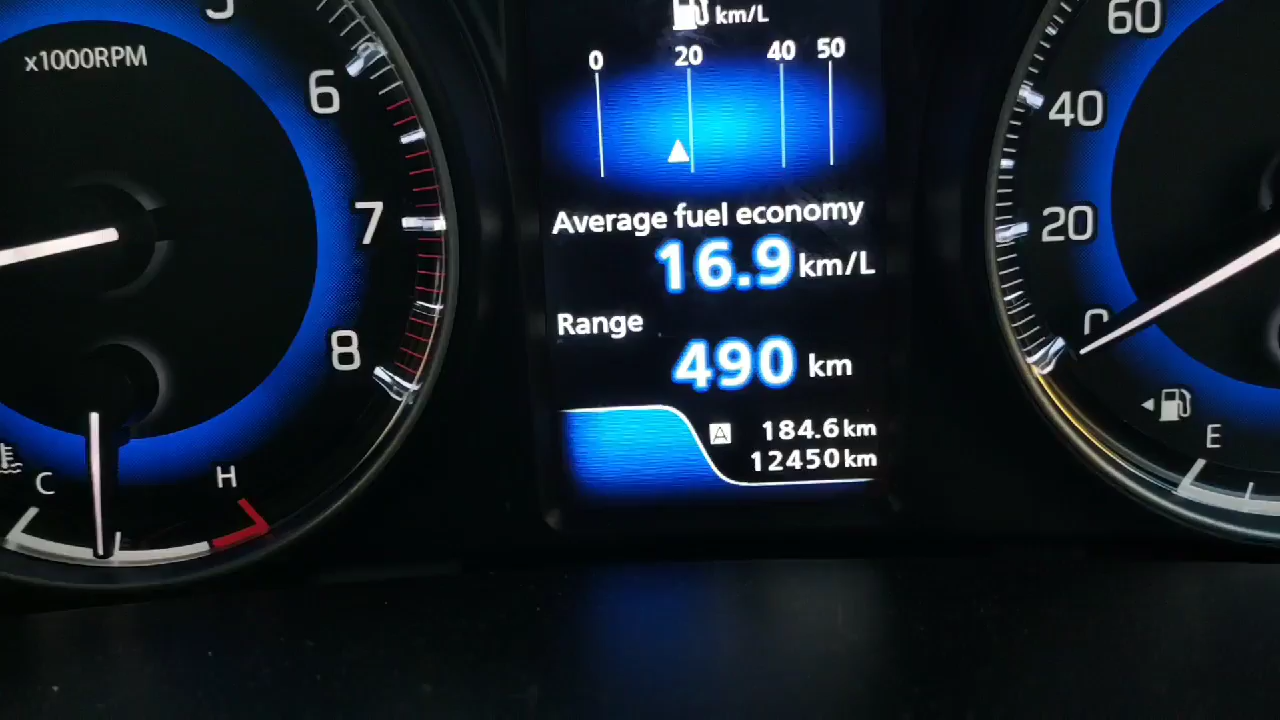 x1000RPM
6
7
8
C
H
km/L
0 20 40 50
Average fuel economy
16.9 km/L
Range
490 km
A 184.6 km
12450 km
60
40
20
E